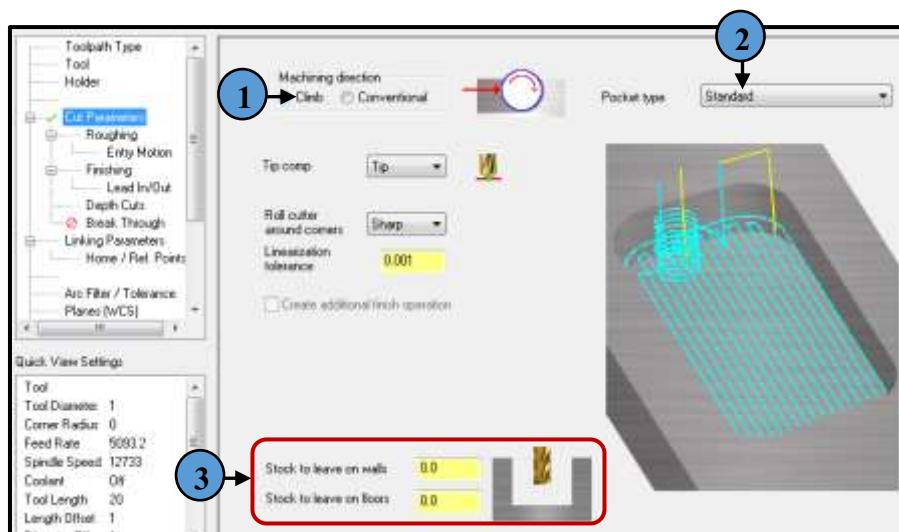 Toolpath Type
Tool
Holder
Cut Parameters
Roughing
Entry Motion
Finishing
Lead In/Out
Depth Cuts
Break Through
Linking Parameters
Home / Ref. Points
Arc Filter / Tolerance
Planes (WCS)
Quick View Settings
Tool
Tool Diameter 1
Corner Radius 0
Feed Rate 5093.2
Spindle Speed 12733
Coolant Off
Tool Length 20
Length Offset 1
1
Machining direction
Climb Conventional
2
Pocket type Standard
Tip comp Tip
Roll cutter around corners Sharp
Linearization tolerance 0.001
Create additional finish operation
3
Stock to leave on walls 0.0
Stock to leave on floors 0.0